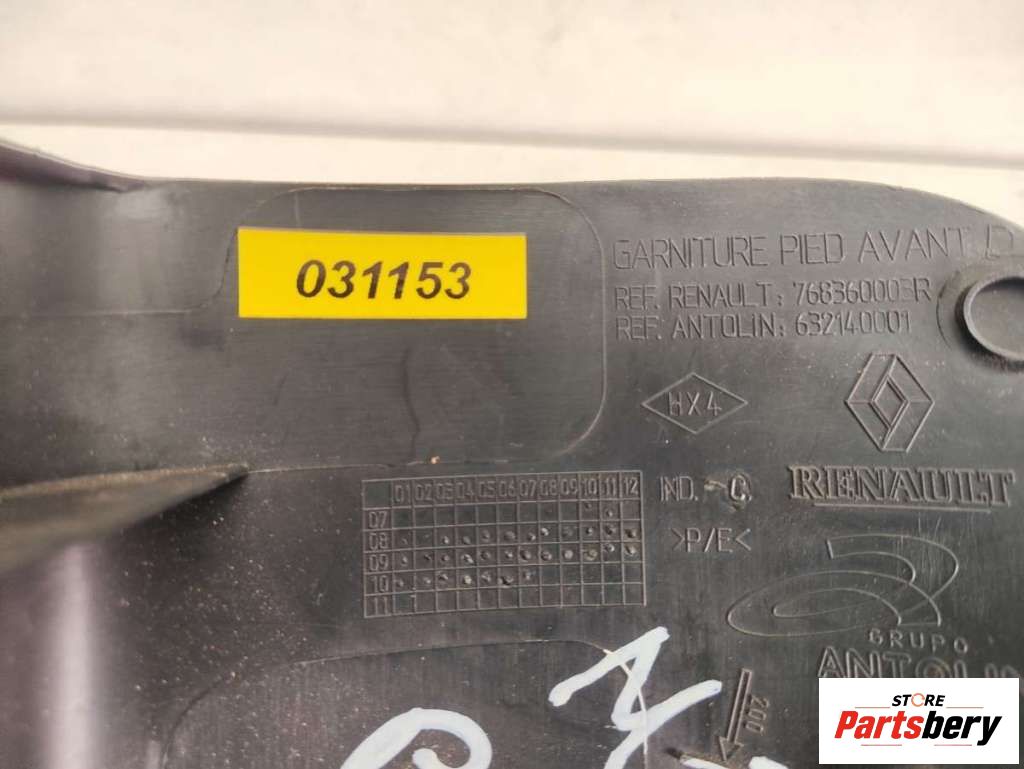 031153
GARNITURE PIED AVANT D
REF. RENAULT: 768360003R
REF. ANTOLIN: 632140001
HX4
01 02 03 04 05 06 07 08 09 10 11 12
07
08
09
10
11
IND. C
>P/E<
RENAULT
GRUPO
ANTOLIN
STORE
Partsbery